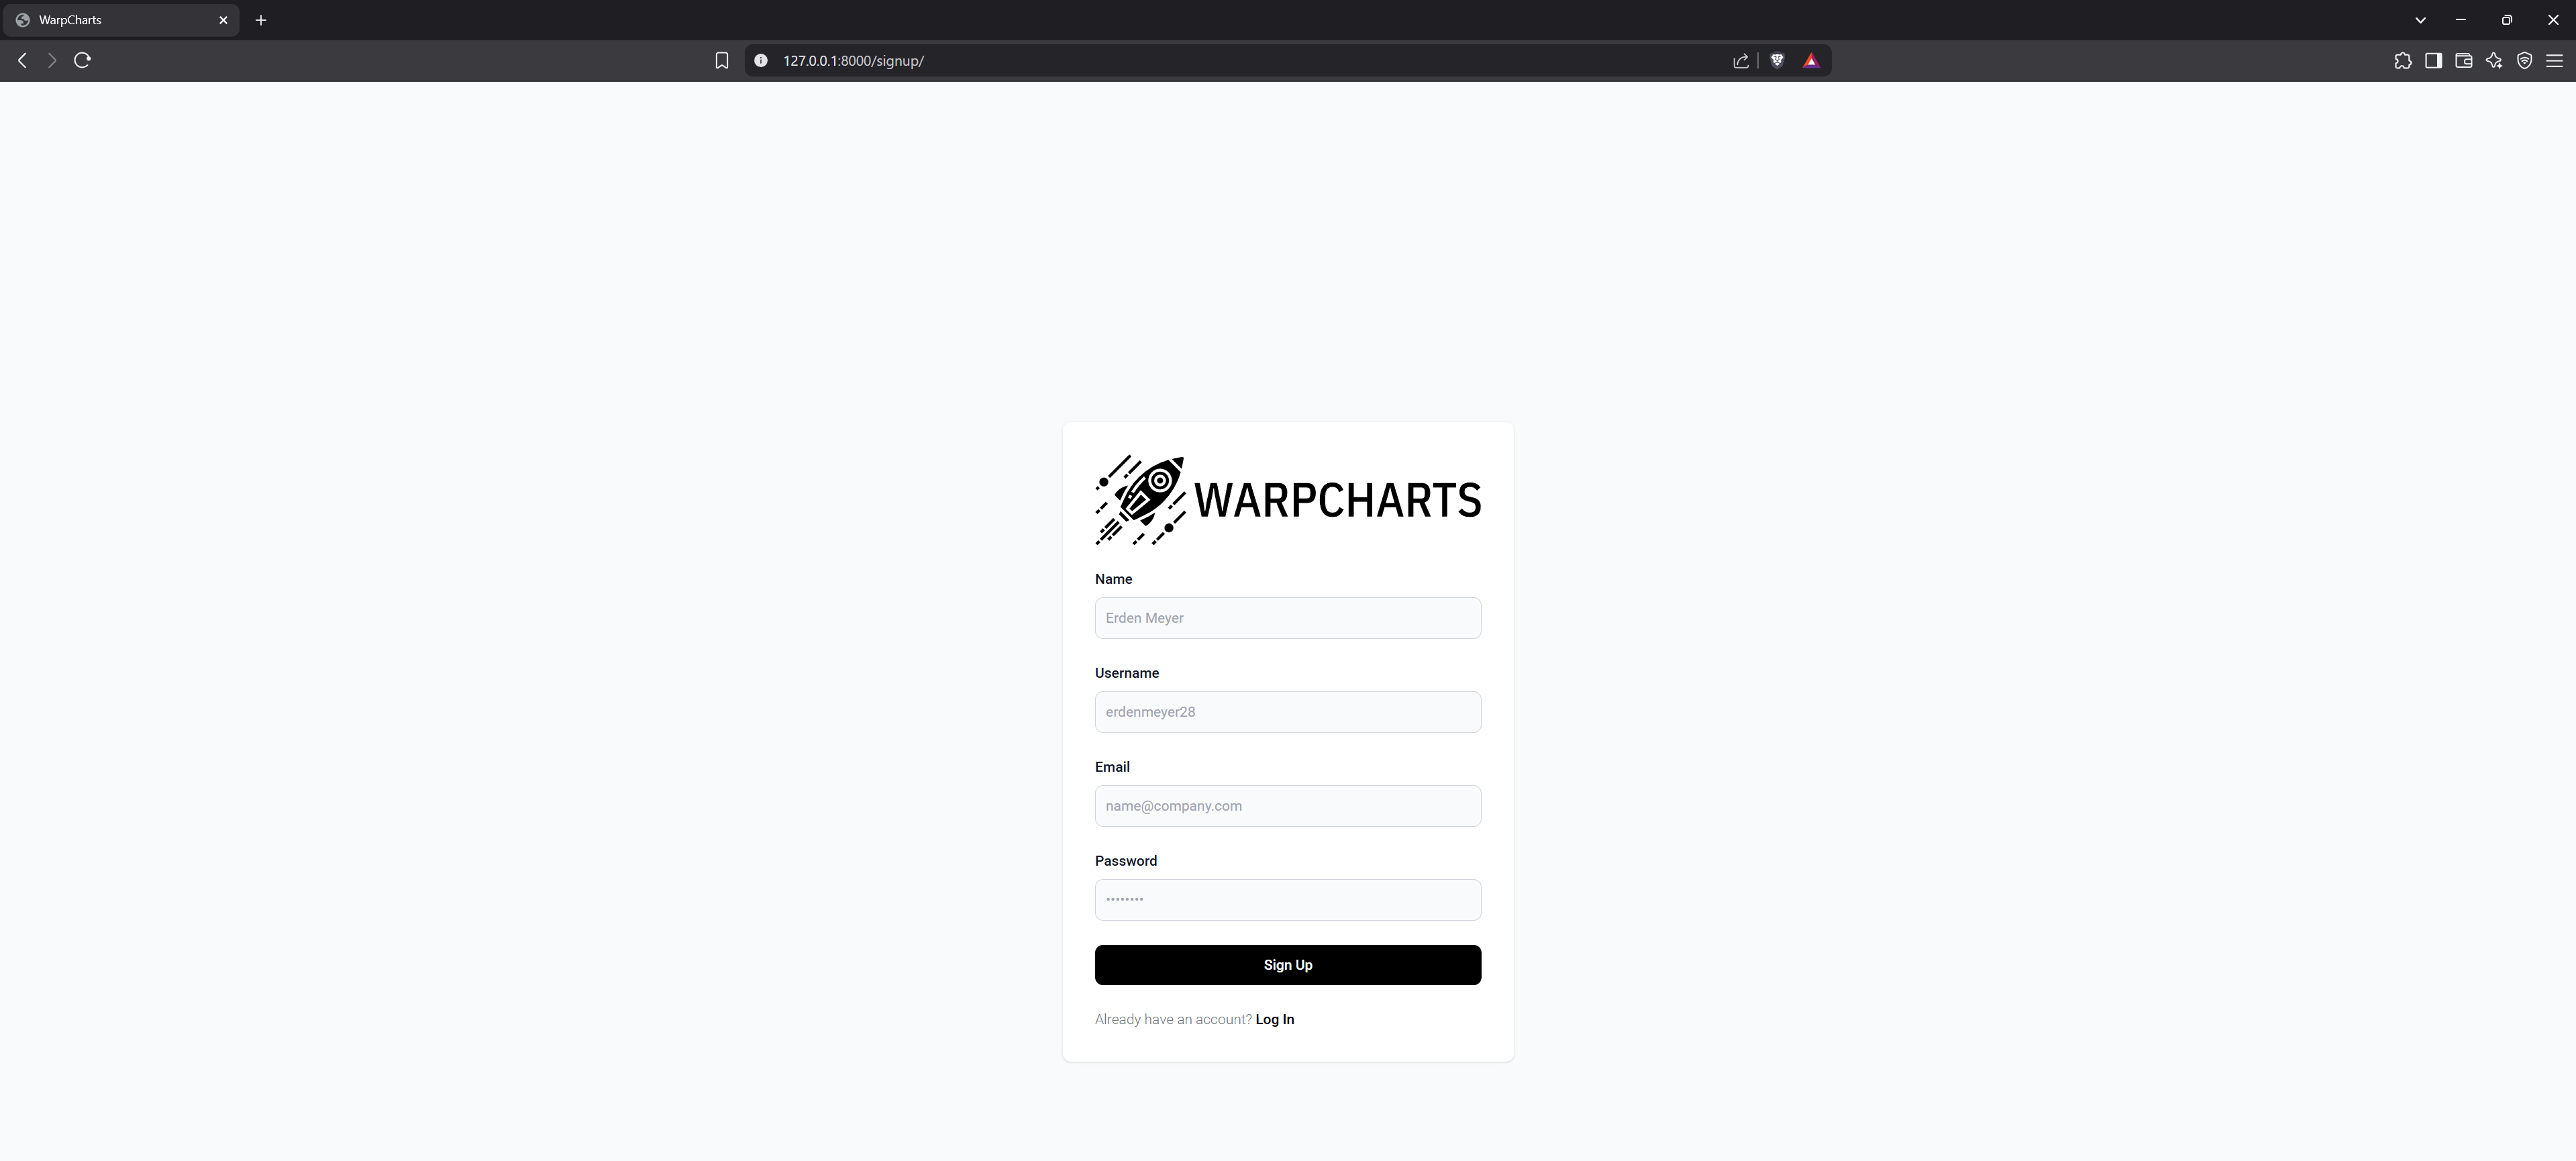 WarpCharts
127.0.0.1:8000/signup/
WARPCHARTS
Name
Erden Meyer
Username
erdenmeyer28
Email
name@company.com
Password
••••••••
Sign Up
Already have an account? Log In